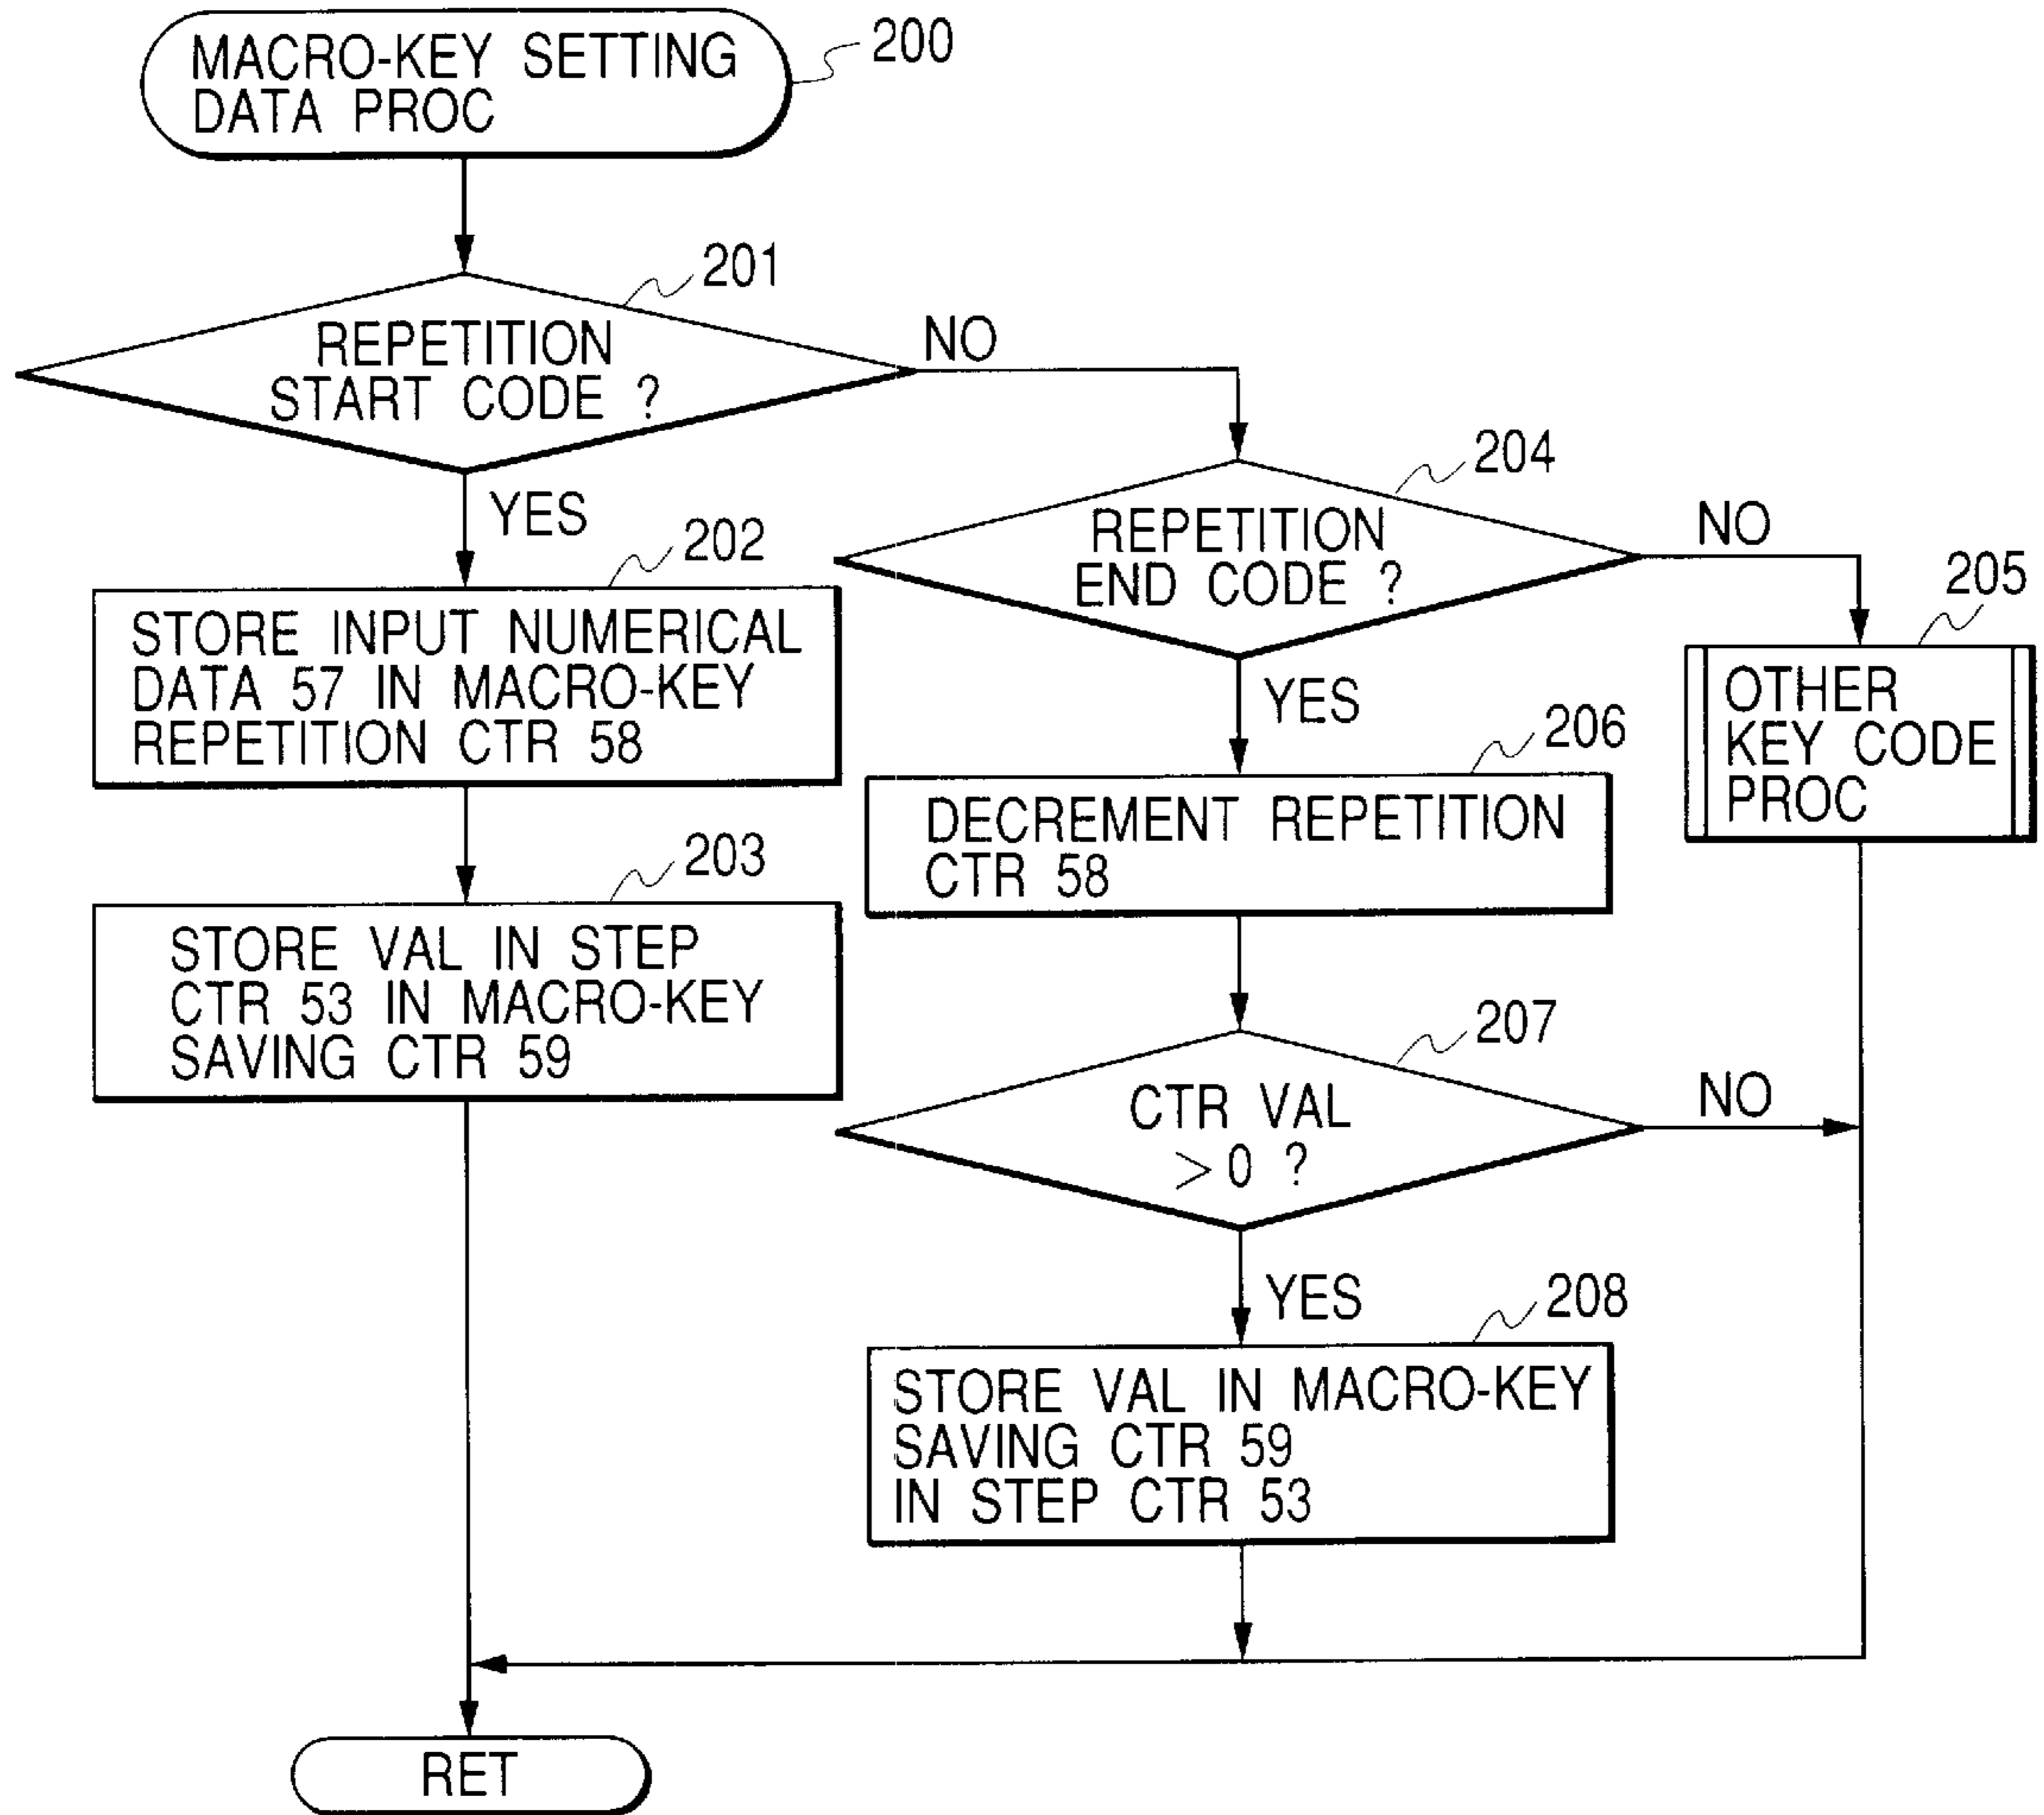 MACRO-KEY SETTING
DATA PROC
200
201
REPETITION
START CODE ?
NO
YES
202
STORE INPUT NUMERICAL
DATA 57 IN MACRO-KEY
REPETITION CTR 58
203
STORE VAL IN STEP
CTR 53 IN MACRO-KEY
SAVING CTR 59
204
REPETITION
END CODE ?
NO
YES
205
OTHER
KEY CODE
PROC
206
DECREMENT REPETITION
CTR 58
207
CTR VAL
> 0 ?
NO
YES
208
STORE VAL IN MACRO-KEY
SAVING CTR 59
IN STEP CTR 53
RET